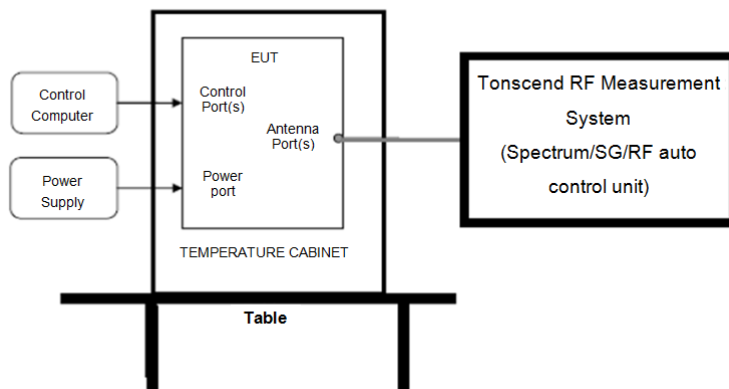 EUT
Control
Computer
Control
Port(s)
Antenna
Port(s)
Power
Supply
Power
port
TEMPERATURE CABINET
Table
Tonscend RF Measurement
System
(Spectrum/SG/RF auto
control unit)